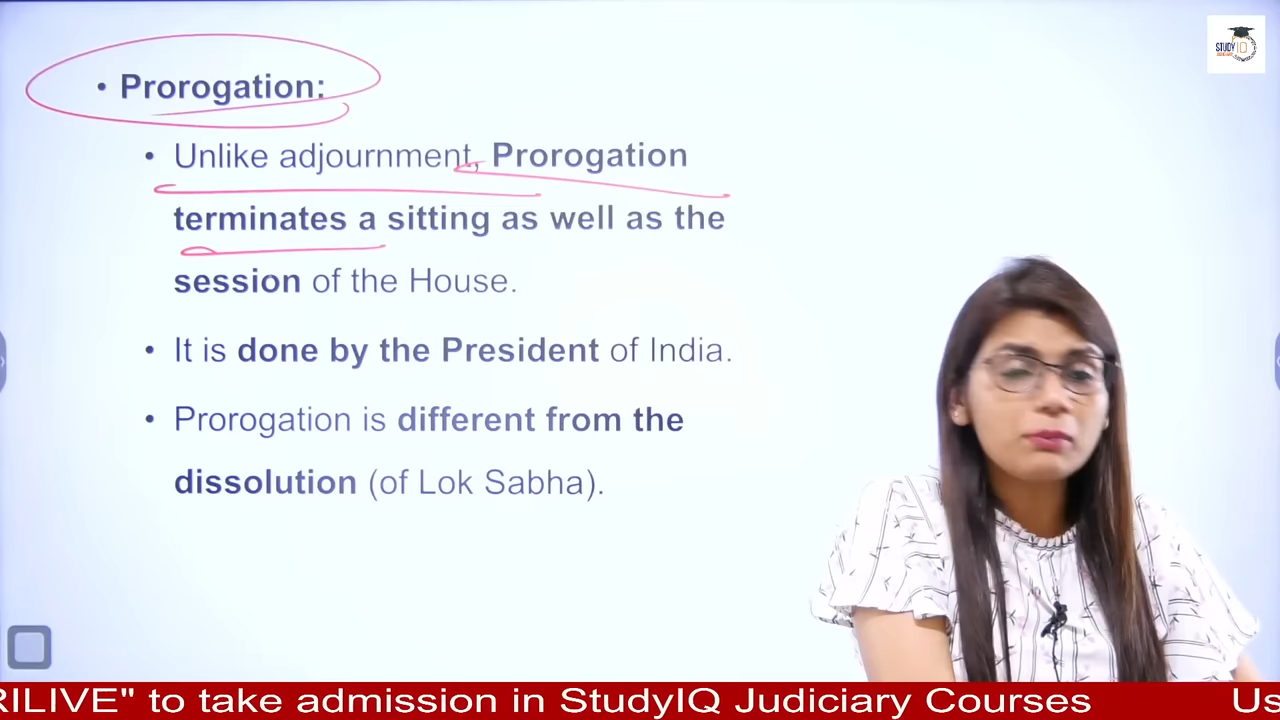 • Prorogation:
• Unlike adjournment, Prorogation
terminates a sitting as well as the
session of the House.
• It is done by the President of India.
• Prorogation is different from the
dissolution (of Lok Sabha).
STUDY IQ
RILIVE" to take admission in StudyIQ Judiciary Courses Us